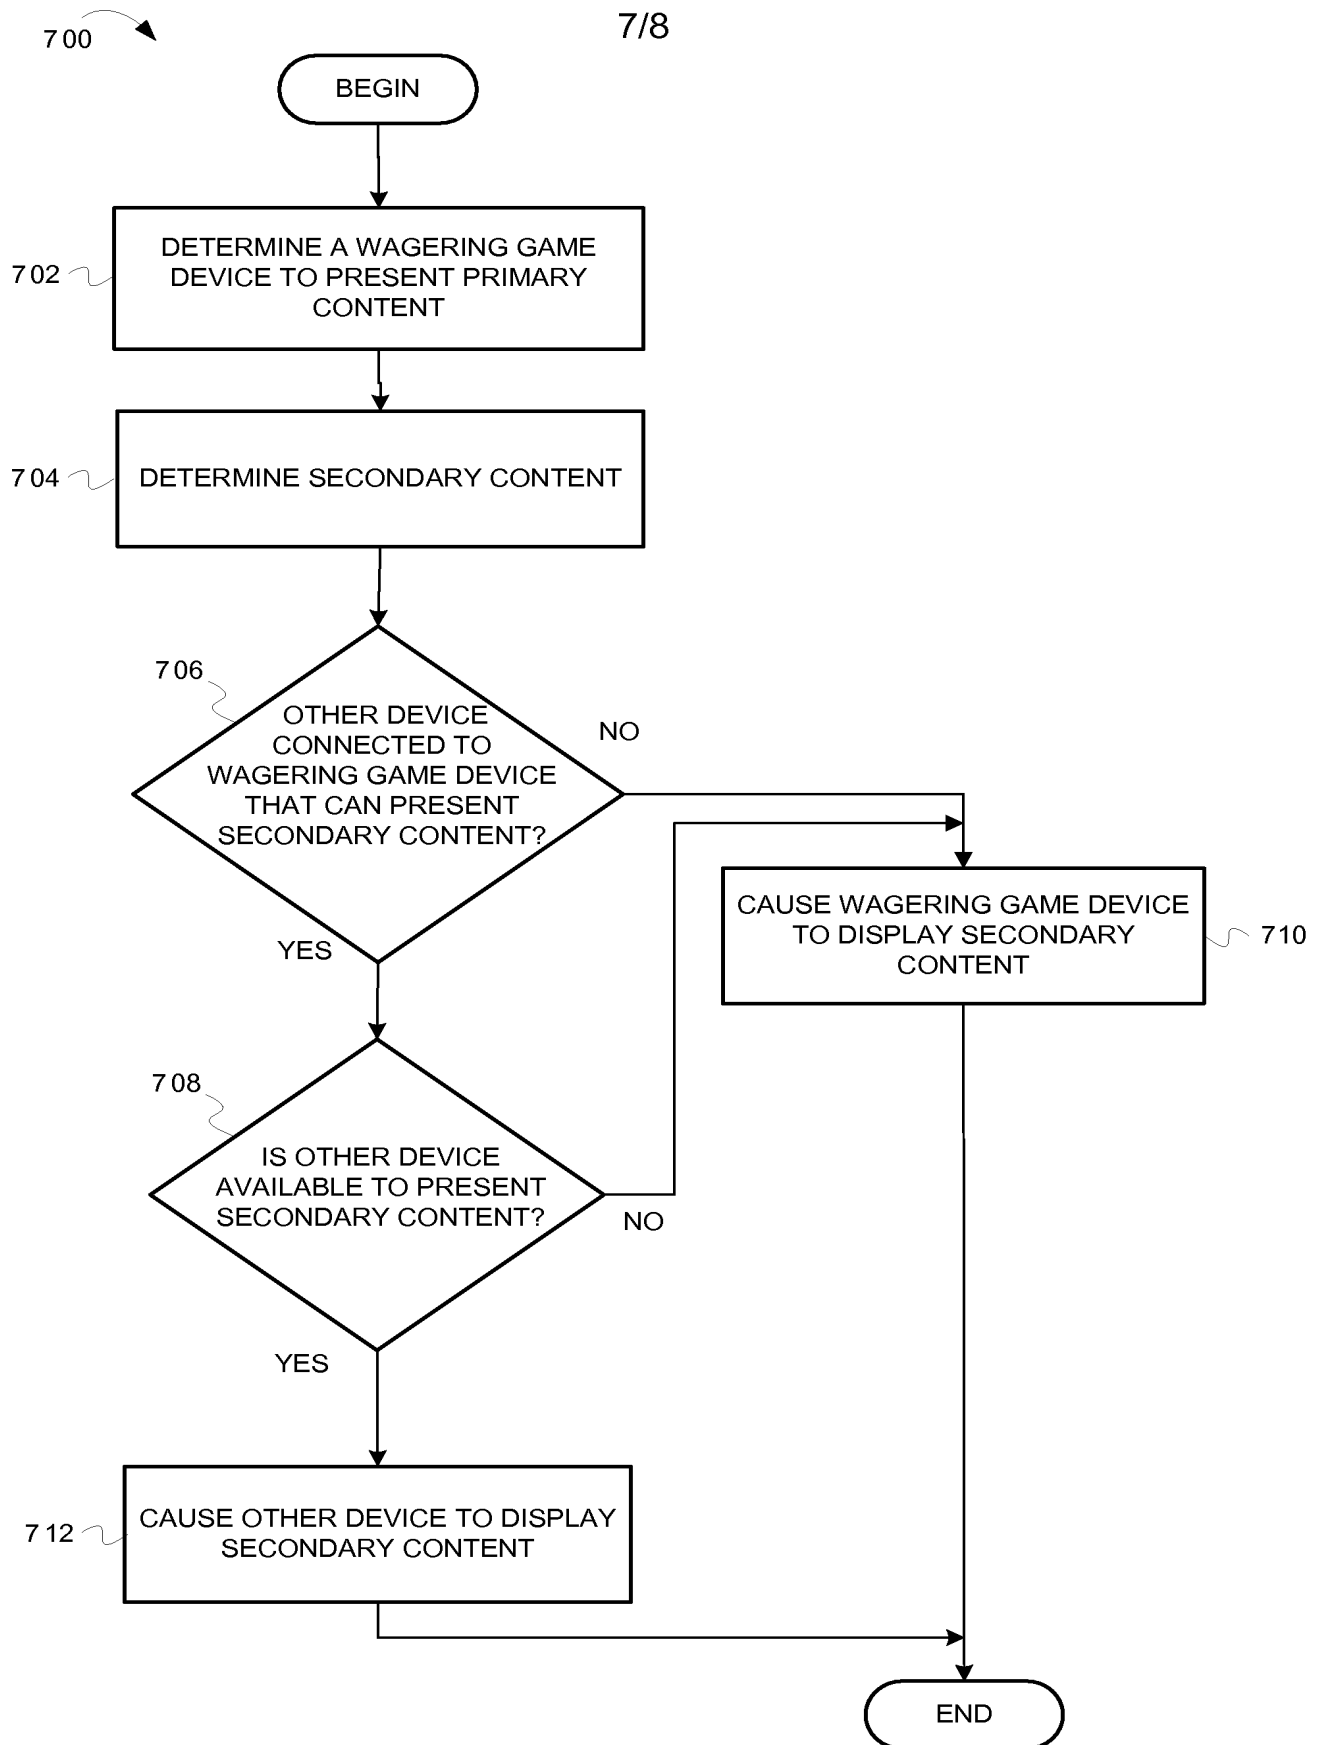 7/8
700
BEGIN
702
DETERMINE A WAGERING GAME
DEVICE TO PRESENT PRIMARY
CONTENT
704
DETERMINE SECONDARY CONTENT
706
OTHER DEVICE
CONNECTED TO
WAGERING GAME DEVICE
THAT CAN PRESENT
SECONDARY CONTENT?
NO
YES
CAUSE WAGERING GAME DEVICE
TO DISPLAY SECONDARY
CONTENT
710
708
IS OTHER DEVICE
AVAILABLE TO PRESENT
SECONDARY CONTENT?
NO
YES
712
CAUSE OTHER DEVICE TO DISPLAY
SECONDARY CONTENT
END